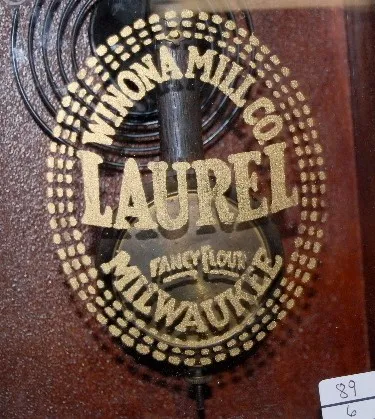 WINONA MILL CO
LAUREL
FANCY FLOUR
MILWAUKEE
89
6